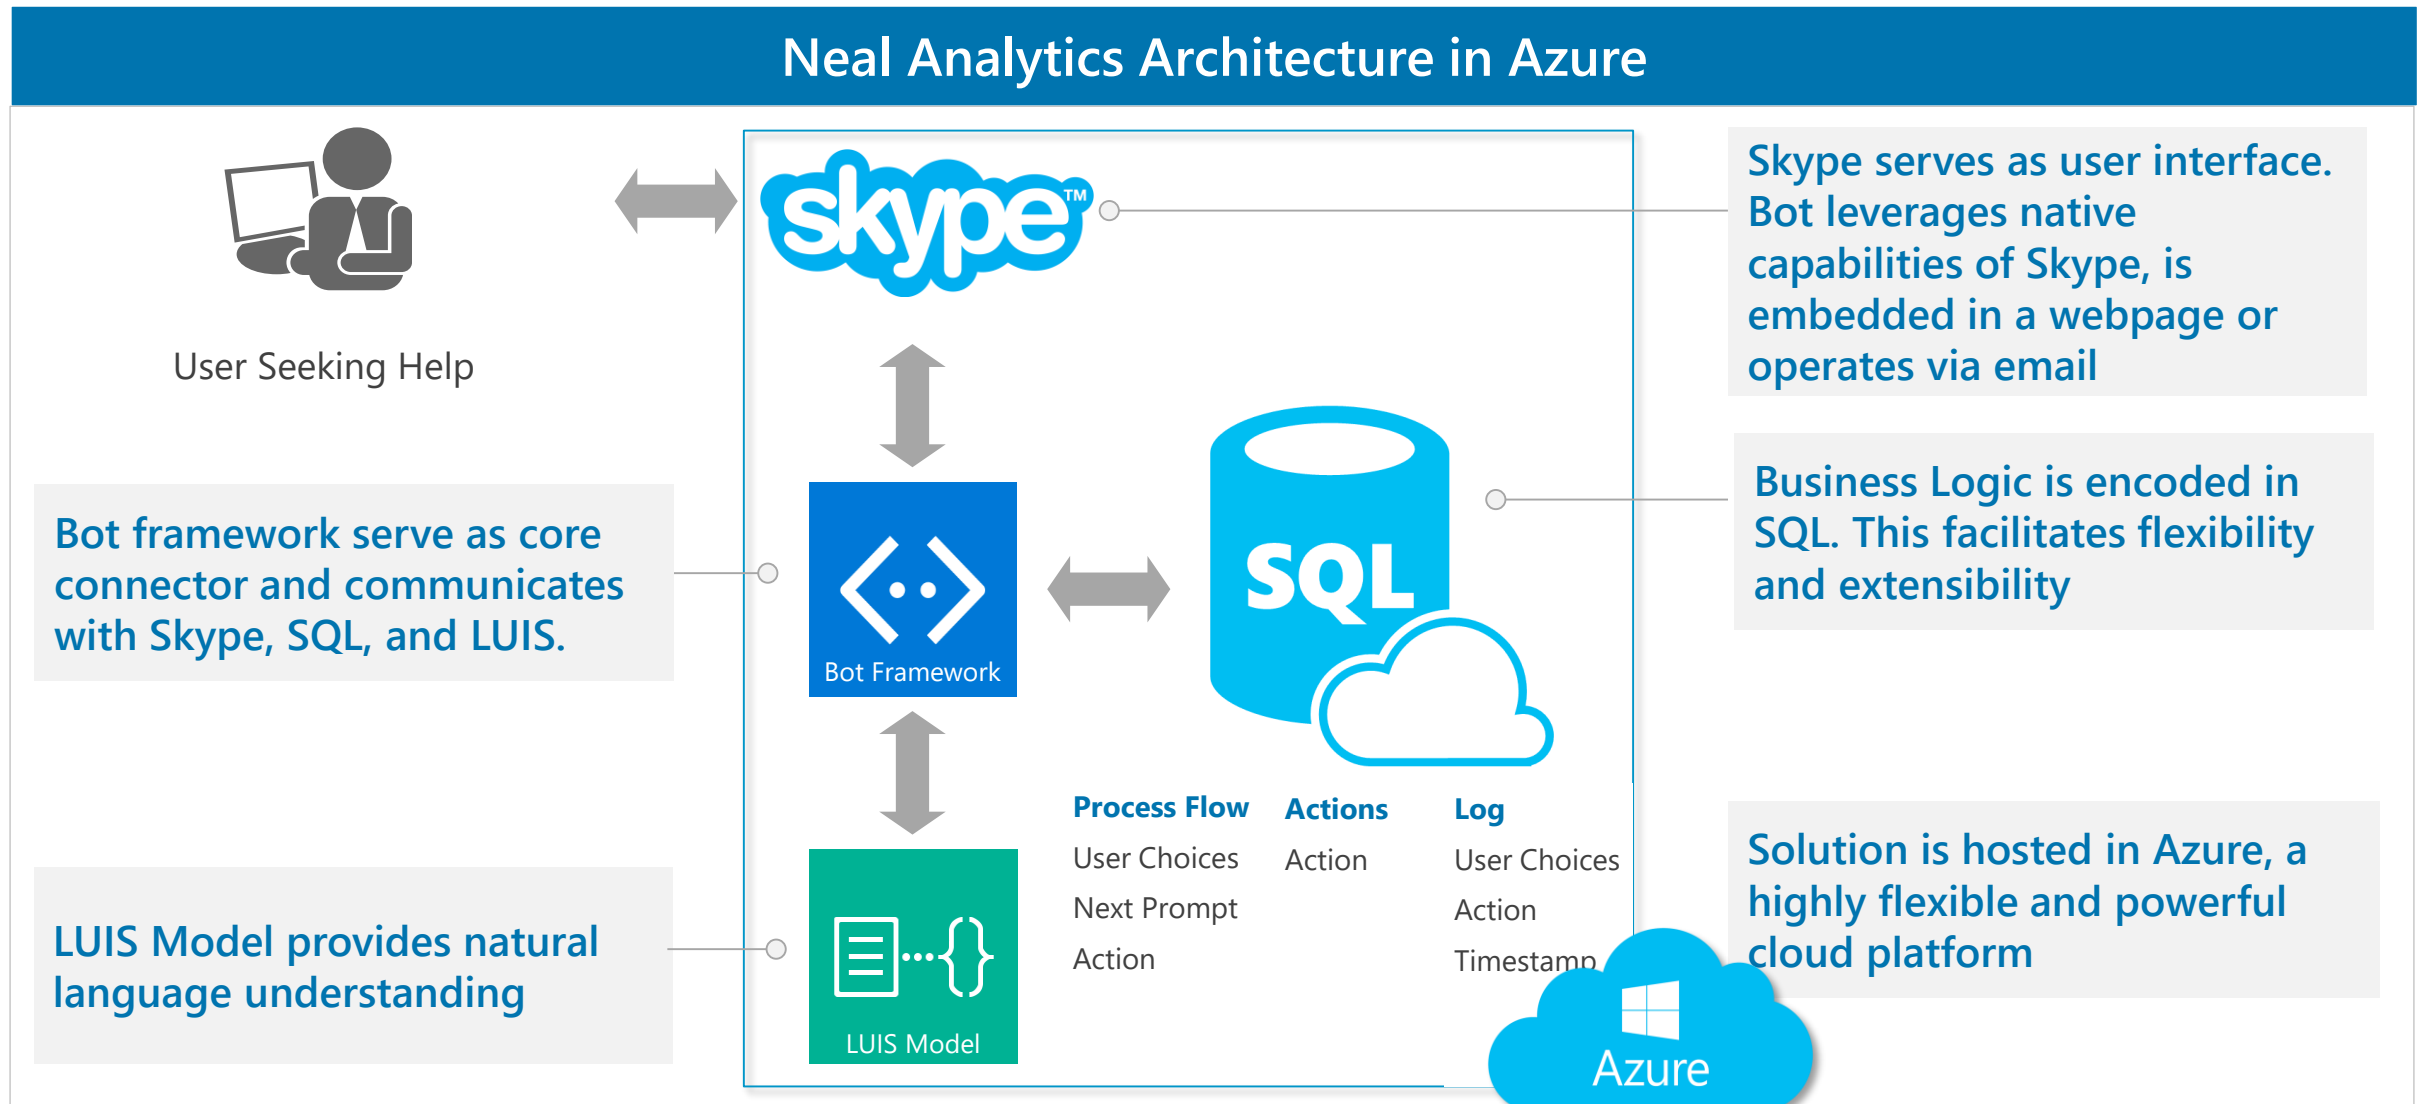 Neal Analytics Architecture in Azure
skype™
User Seeking Help
Skype serves as user interface.
Bot leverages native
capabilities of Skype, is
embedded in a webpage or
operates via email
Bot framework serve as core
connector and communicates
with Skype, SQL, and LUIS.
Bot Framework
SQL
Business Logic is encoded in
SQL. This facilitates flexibility
and extensibility
LUIS Model provides natural
language understanding
LUIS Model
Process Flow
User Choices
Next Prompt
Action
Actions
Action
Log
User Choices
Action
Timestamp
Solution is hosted in Azure, a
highly flexible and powerful
cloud platform
Azure